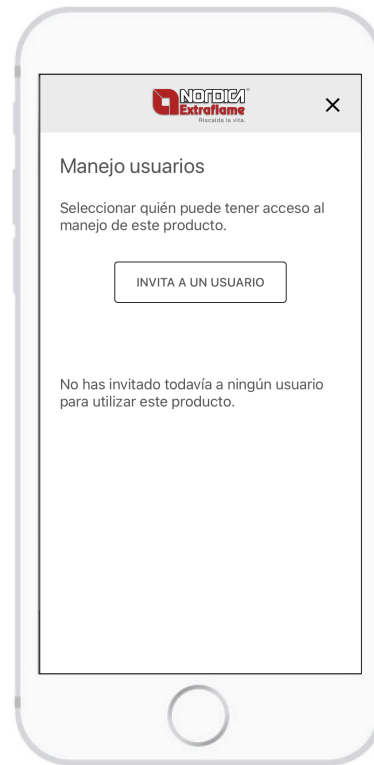 NORDICA
Extraflame
Riscalda la vita.
Manejo usuarios
Seleccionar quién puede tener acceso al
manejo de este producto.
INVITA A UN USUARIO
No has invitado todavía a ningún usuario
para utilizar este producto.